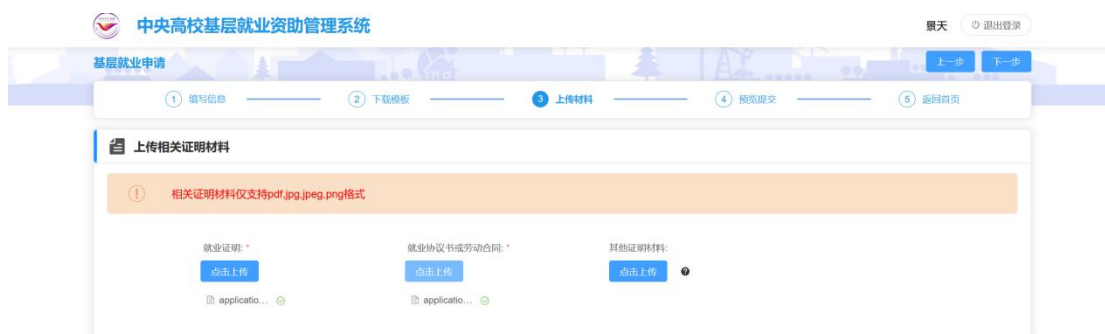 中央高校基层就业资助管理系统
景天 退出登录
基层就业申请
上一步 下一步
1 填写信息 2 下载模板 3 上传材料 4 预览提交 5 返回首页
上传相关证明材料
相关证明材料仅支持pdf,jpg,jpeg,png格式
就业证明: * 就业协议书或劳动合同: * 其他证明材料:
点击上传 点击上传 点击上传
applicatio... applicatio...